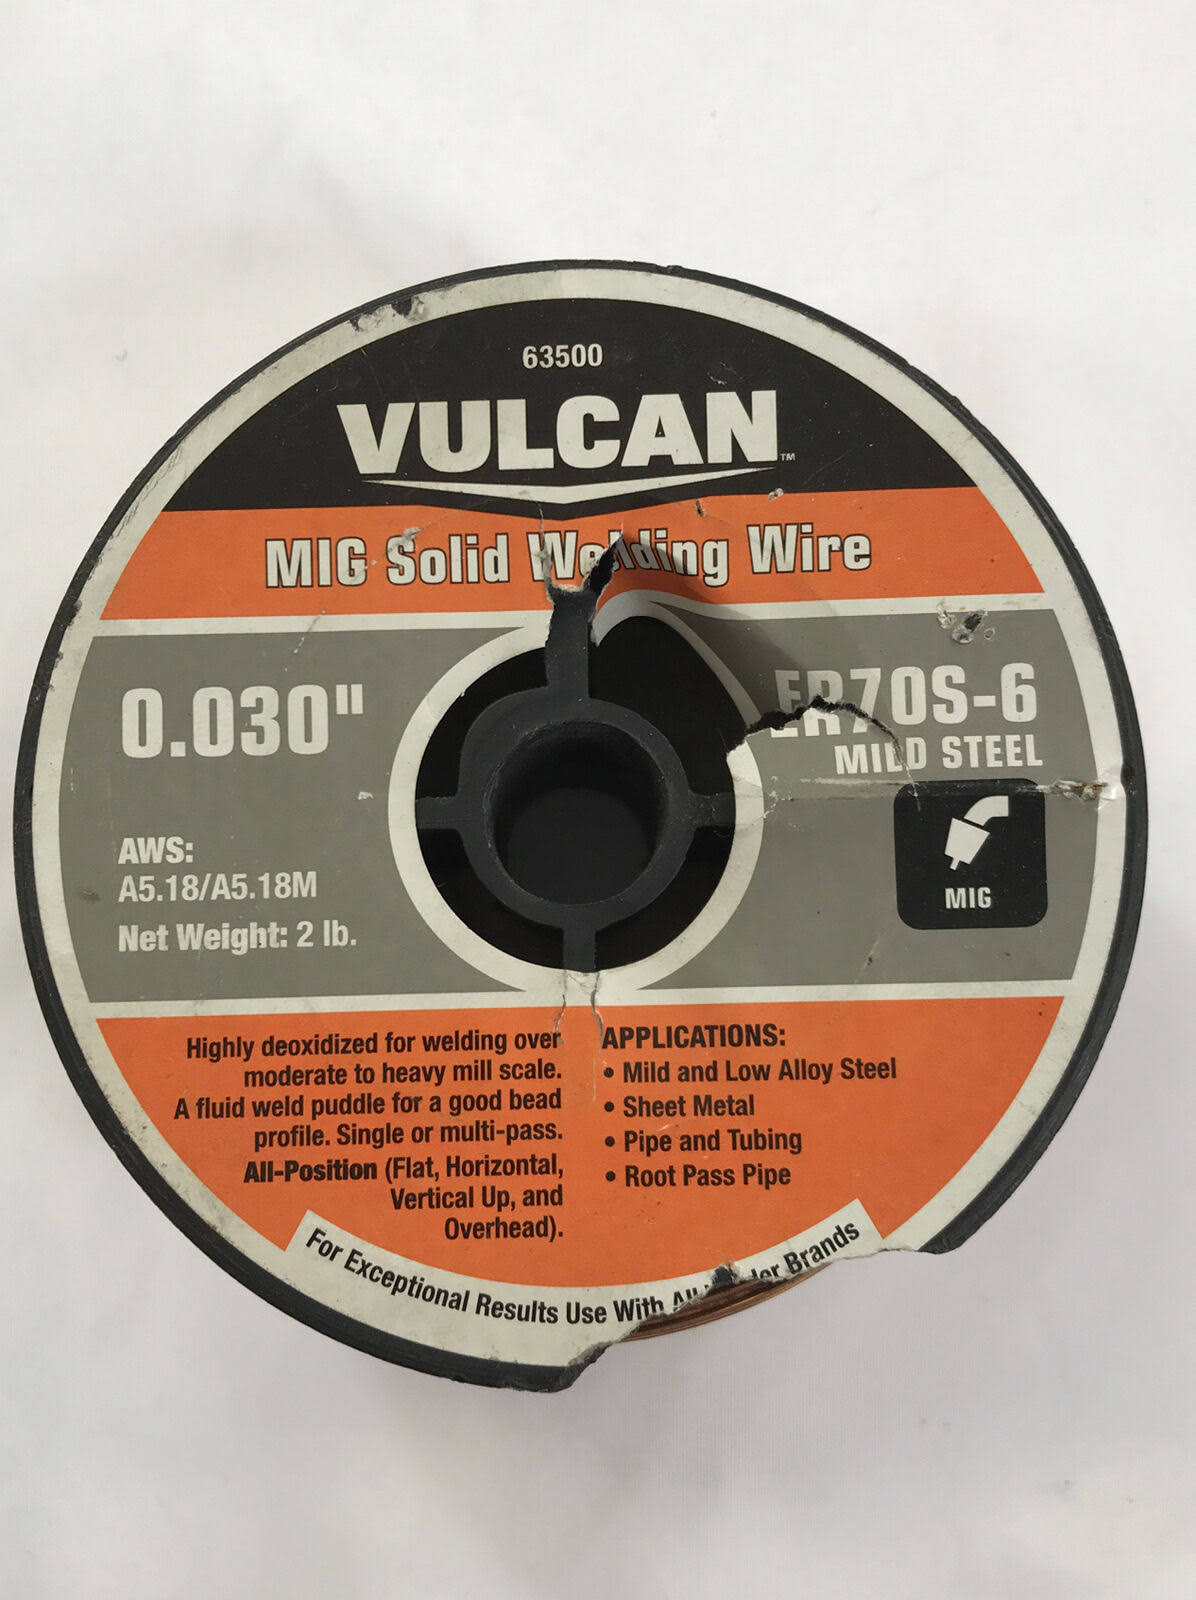 63500
VULCAN™
MIG Solid Welding Wire
0.030"
ER70S-6
MILD STEEL
MIG
AWS:
A5.18/A5.18M
Net Weight: 2 lb.
Highly deoxidized for welding over
moderate to heavy mill scale.
A fluid weld puddle for a good bead
profile. Single or multi-pass.
All-Position (Flat, Horizontal,
Vertical Up, and
Overhead).
APPLICATIONS:
• Mild and Low Alloy Steel
• Sheet Metal
• Pipe and Tubing
• Root Pass Pipe
For Exceptional Results Use With All Brands